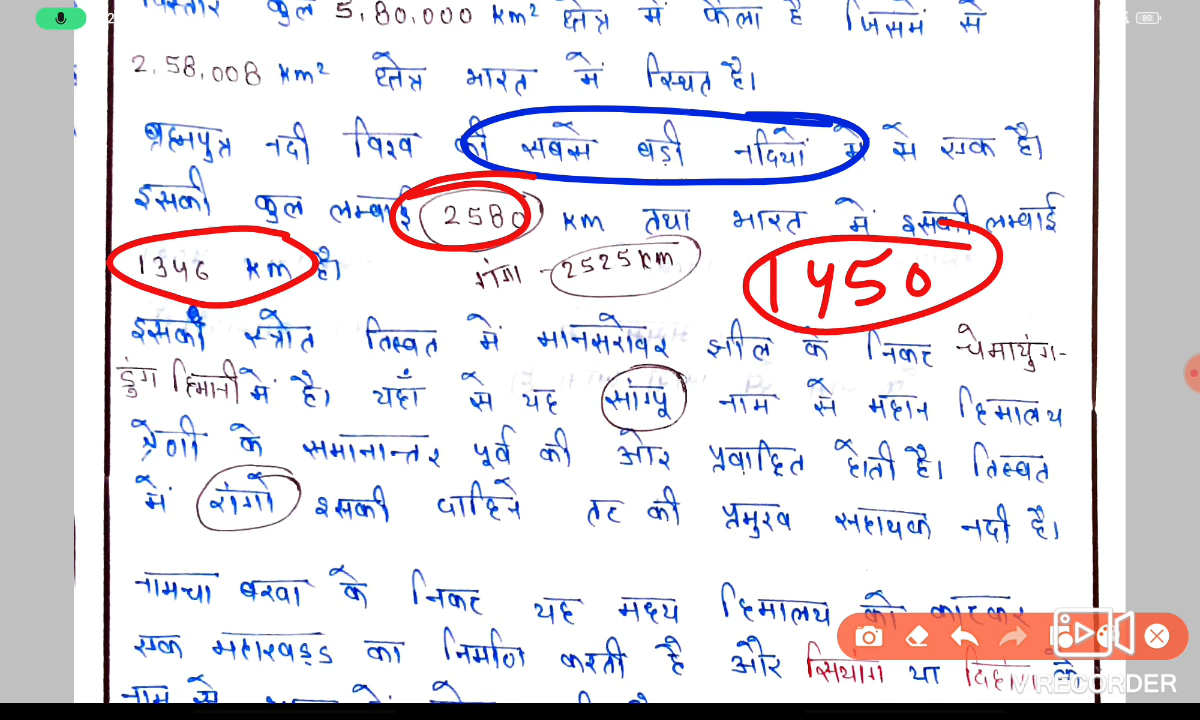 विस्तार कुल 5,80,000 km² क्षेत्र में फैला है जिसमें से
2,58,008 km² क्षेत्र भारत में स्थित है।
ब्रह्मपुत्र नदी विश्व की सबसे बड़ी नदियों में से एक है।
इसकी कुल लम्बाई 2580 km तथा भारत में इसकी लम्बाई
1346 km है। गंगा - 2525 km 1450
इसका स्त्रोत तिब्बत में मानसरोवर झील के निकट चेमायुंग-
डुंग हिमानी में है। यहाँ से यह सांग्पू नाम से महान हिमालय
श्रेणी के समानान्तर पूर्व की ओर प्रवाहित होती है। तिब्बत
में रांगो इसकी दाहिने तट की प्रमुख सहायक नदी है।
नामचा बरवा के निकट यह मध्य हिमालय को काटकर
एक महाखड्ड का निर्माण करती है और सियांग या दिहांग के
नाम से
80
VRECORDER